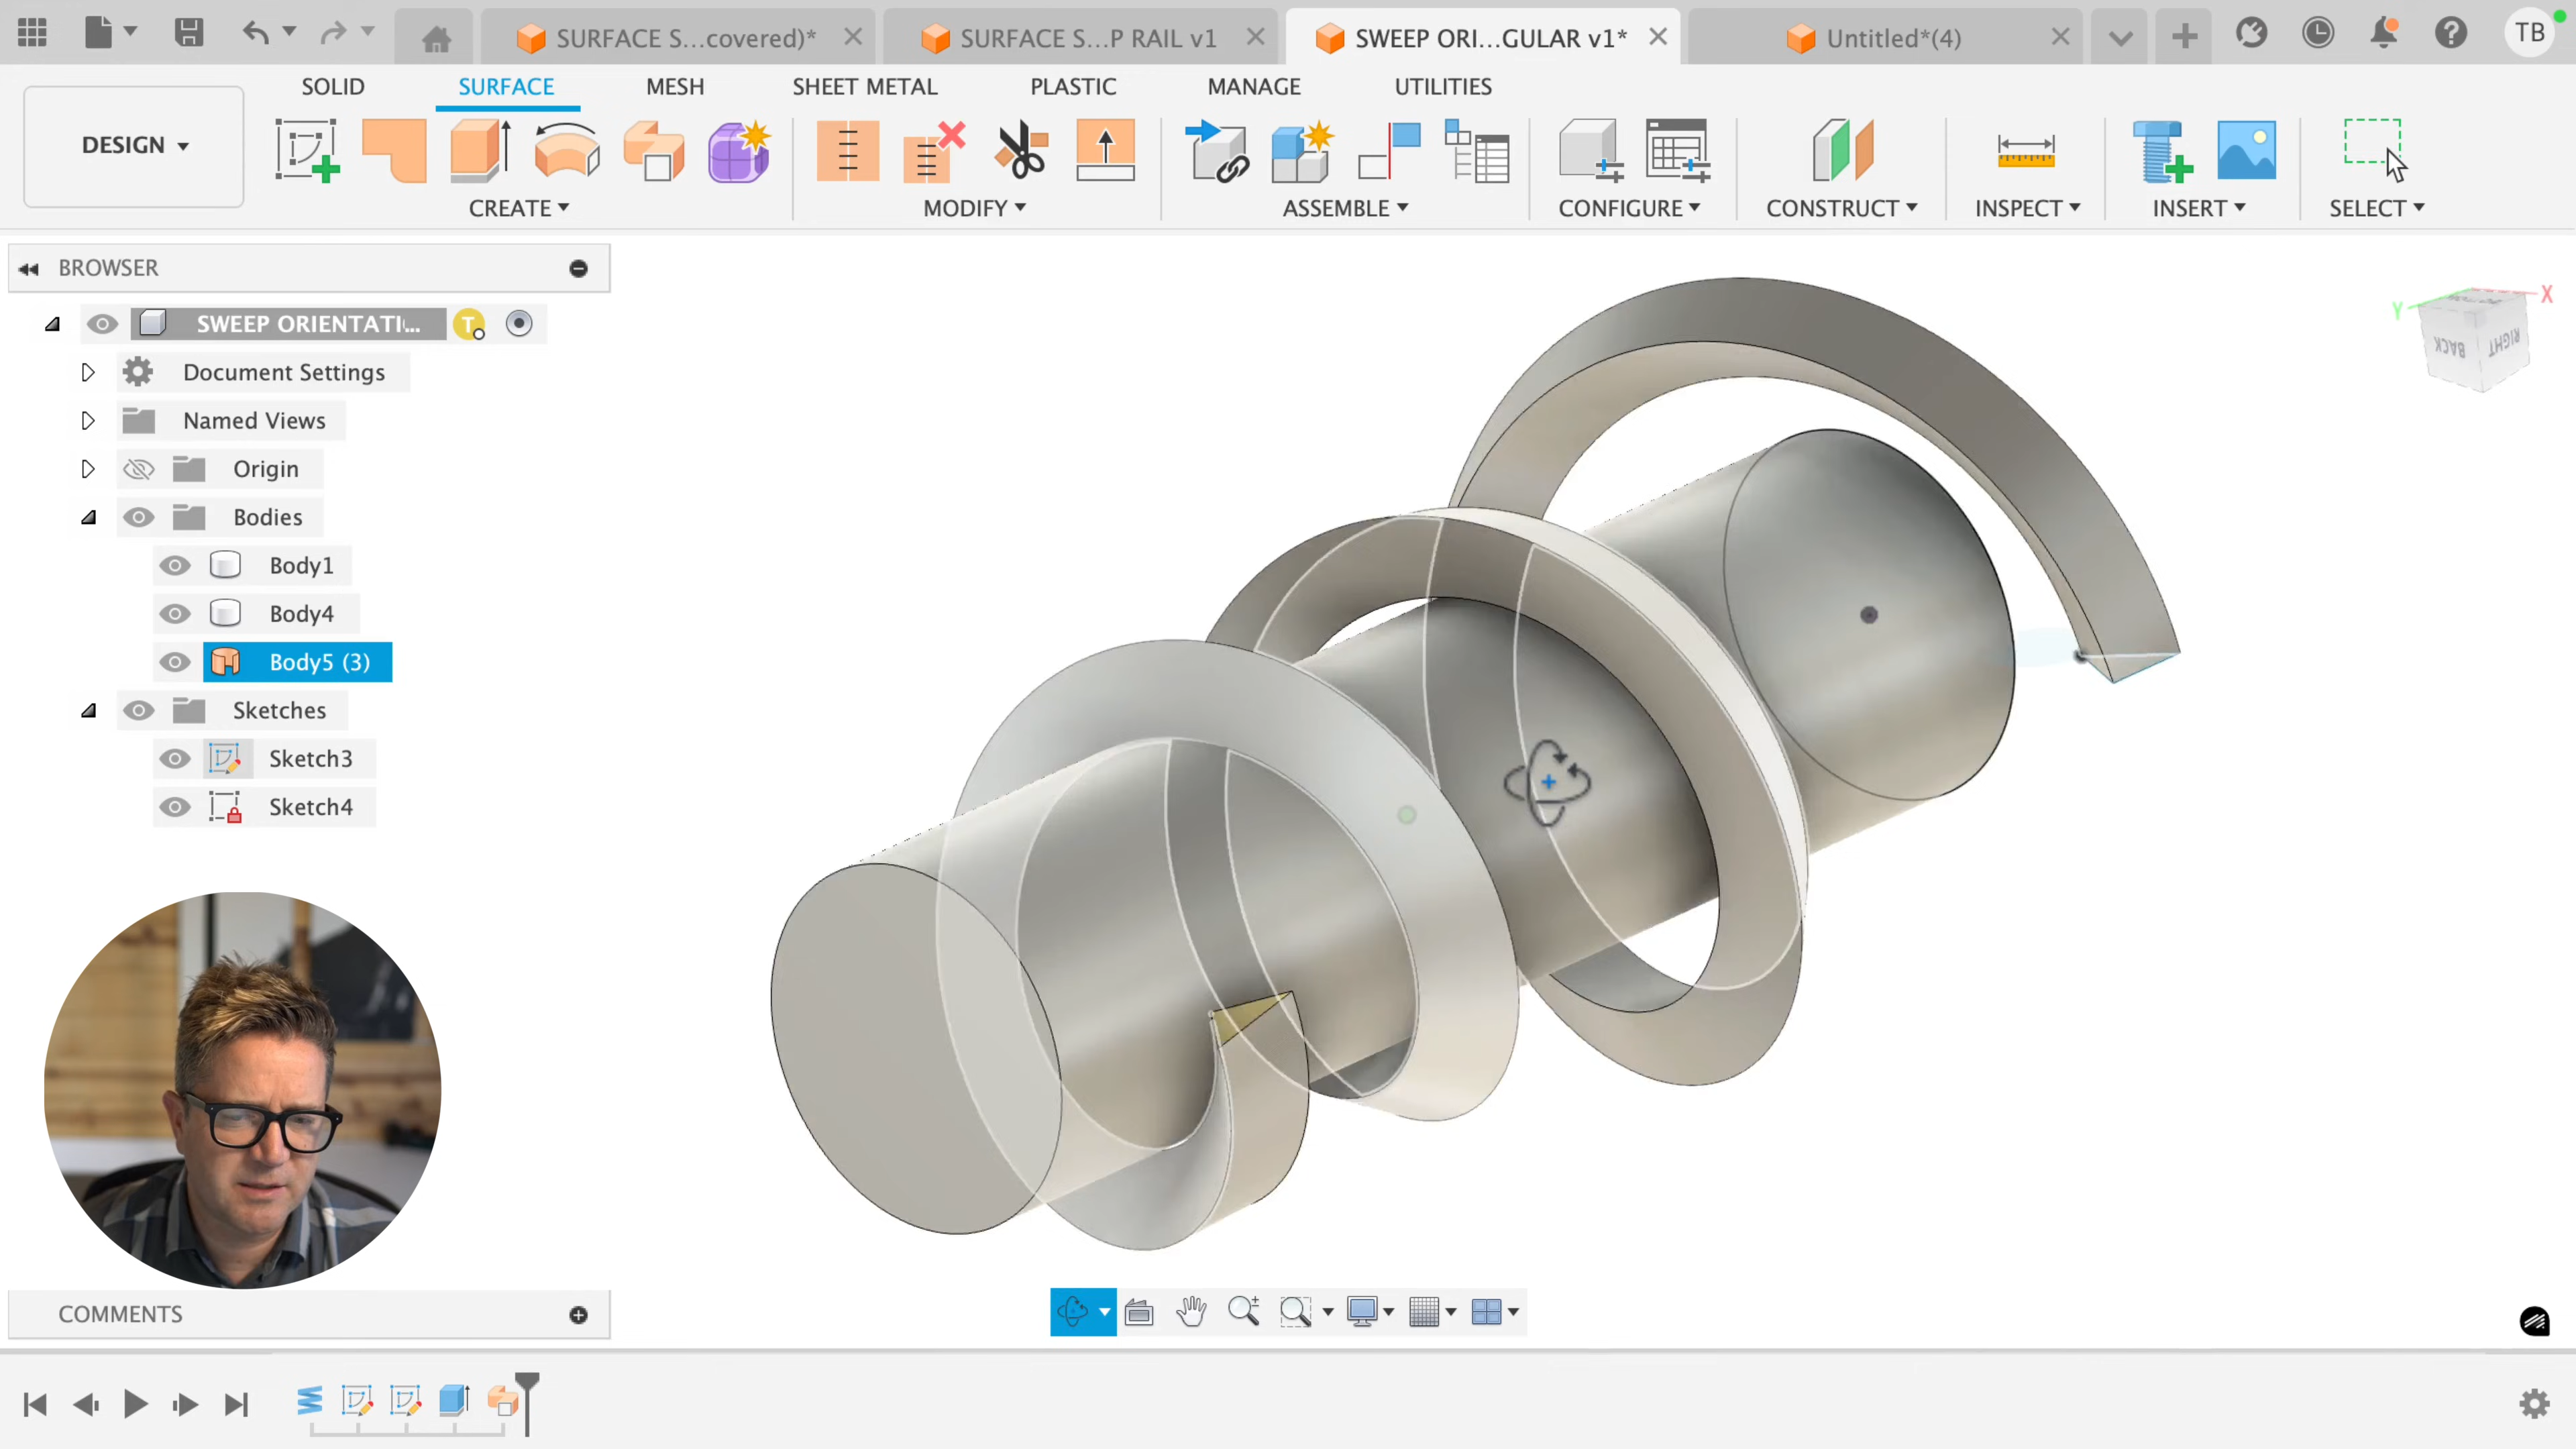 SURFACE S...covered)*
SURFACE S...P RAIL v1
SWEEP ORI...GULAR v1*
Untitled*(4)
TB
DESIGN
SOLID
SURFACE
MESH
SHEET METAL
PLASTIC
MANAGE
UTILITIES
CREATE
MODIFY
ASSEMBLE
CONFIGURE
CONSTRUCT
INSPECT
INSERT
SELECT
BROWSER
SWEEP ORIENTATI...
T
Document Settings
Named Views
Origin
Bodies
Body1
Body4
Body5 (3)
Sketches
Sketch3
Sketch4
X
Y
BACK
RIGHT
COMMENTS